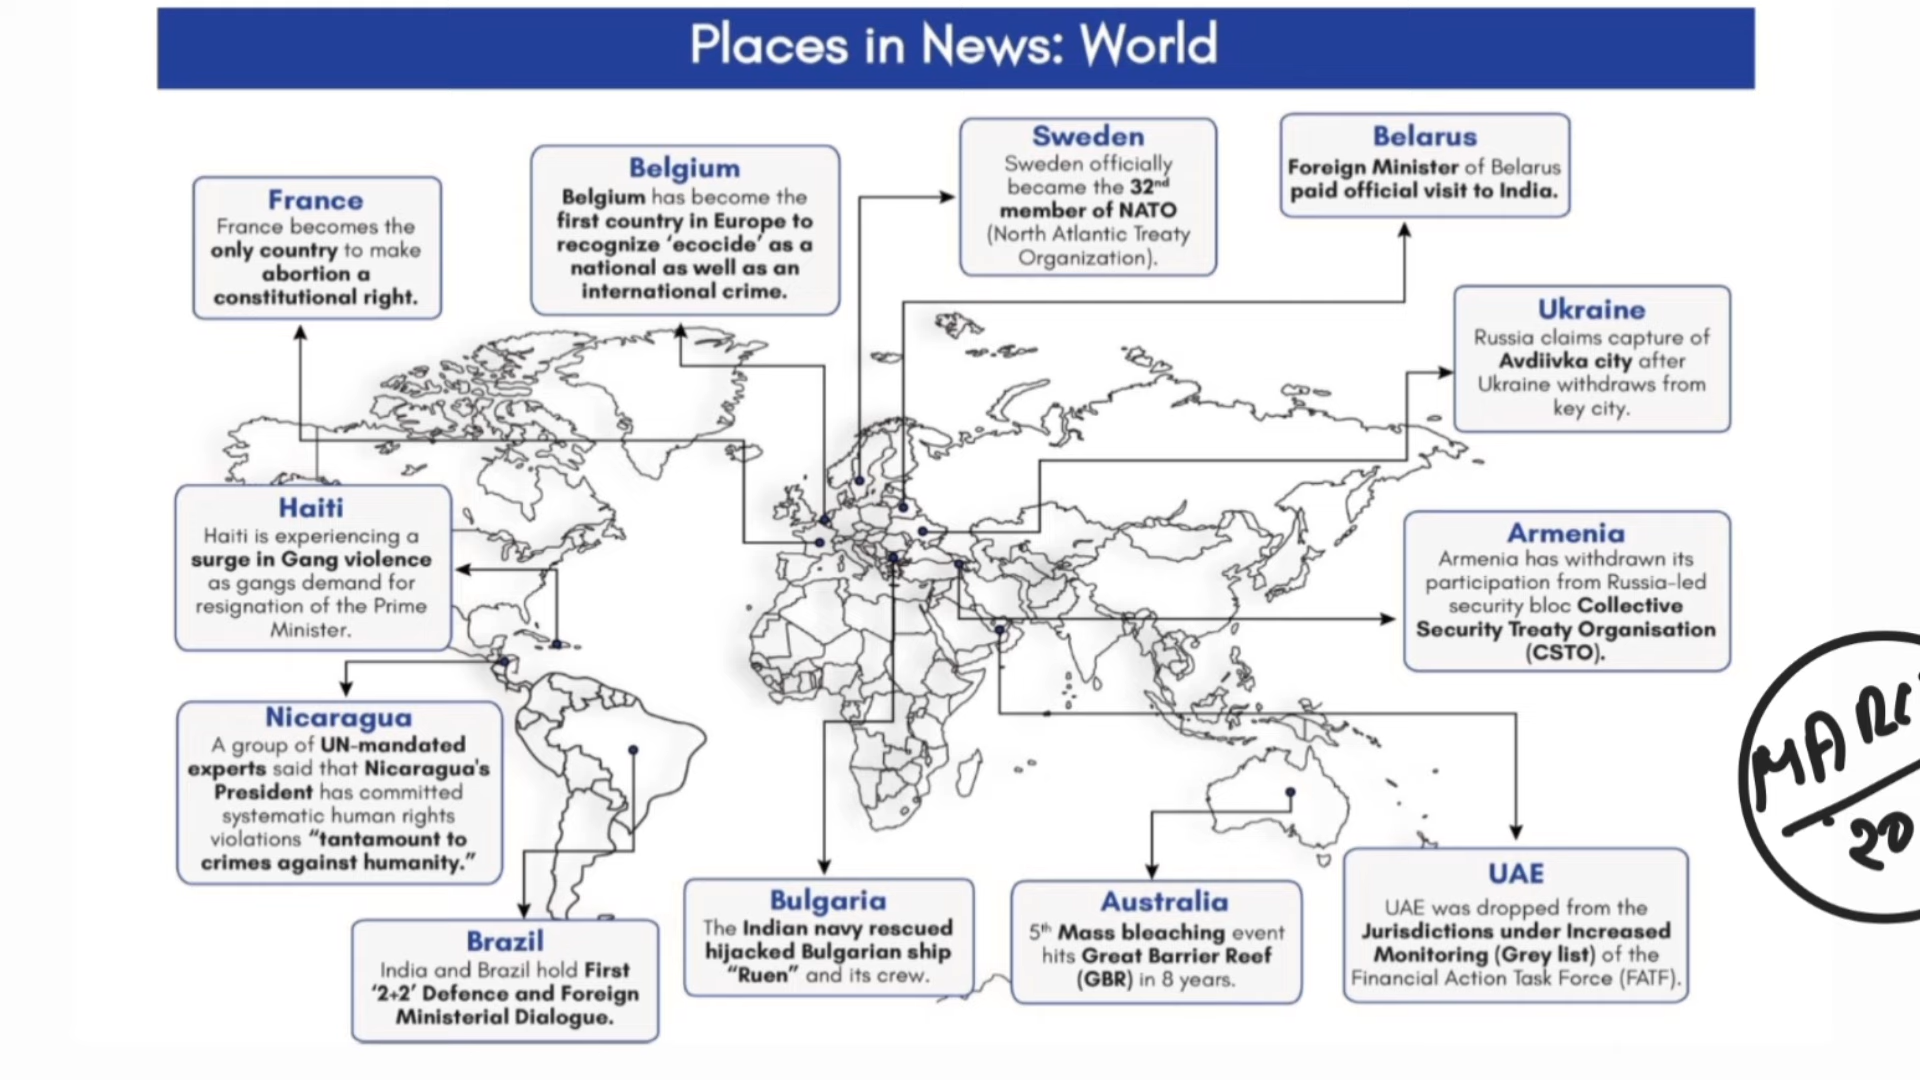 Places in News: World
France
France becomes the
only country to make
abortion a
constitutional right.
Belgium
Belgium has become the
first country in Europe to
recognize ‘ecocide’ as a
national as well as an
international crime.
Sweden
Sweden officially
became the 32nd
member of NATO
(North Atlantic Treaty
Organization).
Belarus
Foreign Minister of Belarus
paid official visit to India.
Ukraine
Russia claims capture of
Avdiivka city after
Ukraine withdraws from
key city.
Haiti
Haiti is experiencing a
surge in Gang violence
as gangs demand for
resignation of the Prime
Minister.
Armenia
Armenia has withdrawn its
participation from Russia-led
security bloc Collective
Security Treaty Organisation
(CSTO).
Nicaragua
A group of UN-mandated
experts said that Nicaragua's
President has committed
systematic human rights
violations “tantamount to
crimes against humanity.”
Brazil
India and Brazil hold First
‘2+2’ Defence and Foreign
Ministerial Dialogue.
Bulgaria
The Indian navy rescued
hijacked Bulgarian ship
“Ruen” and its crew.
Australia
5th Mass bleaching event
hits Great Barrier Reef
(GBR) in 8 years.
UAE
UAE was dropped from the
Jurisdictions under Increased
Monitoring (Grey list) of the
Financial Action Task Force (FATF).
20